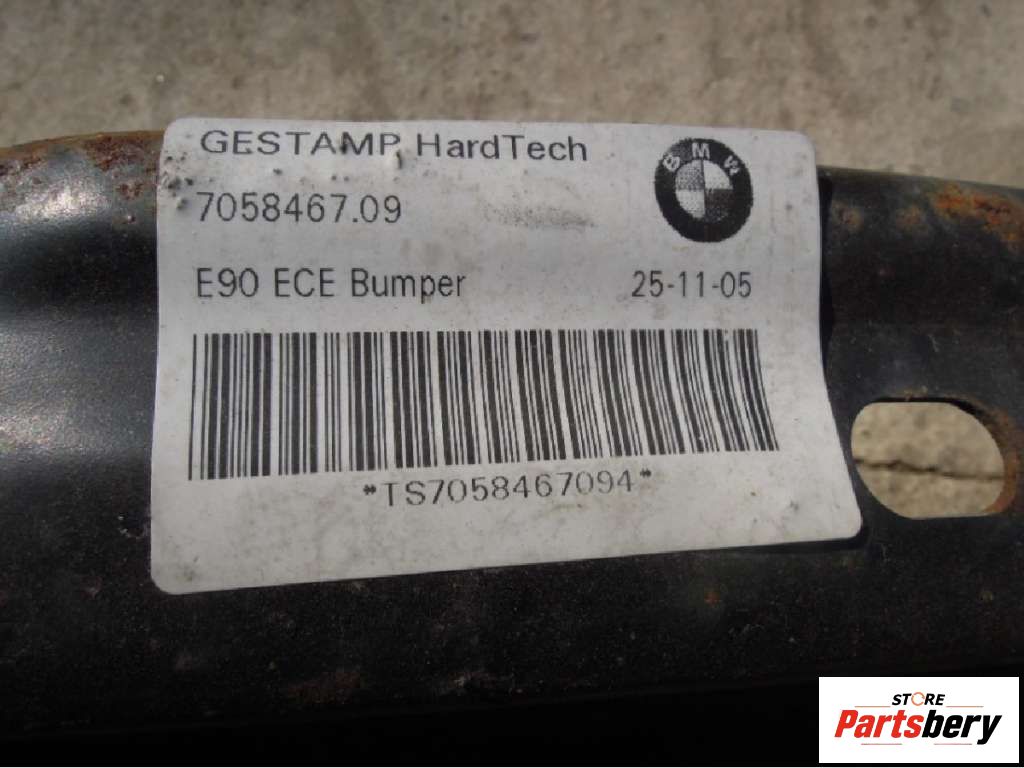 GESTAMP HardTech
BMW
7058467.09
E90 ECE Bumper 25-11-05
*TS7058467094*
STORE
Partsbery